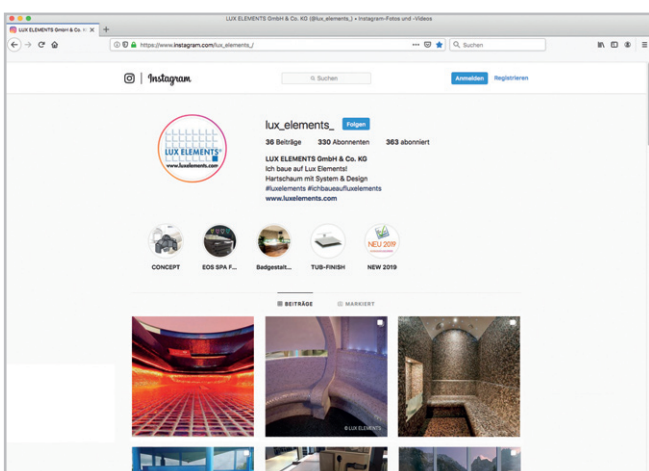 LUX ELEMENTS GmbH & Co. KG (@lux_elements_) • Instagram-Fotos und -Videos
LUX ELEMENTS GmbH & Co. K
https://www.instagram.com/lux_elements_/
Suchen
Instagram
Suchen
Anmelden
Registrieren
lux_elements_
Folgen
36 Beiträge 330 Abonnenten 363 abonniert
LUX ELEMENTS GmbH & Co. KG
Ich baue auf Lux Elements!
Hartschaum mit System & Design
#luxelements #ichbaueaufluxelements
www.luxelements.com
LUX ELEMENTS®
www.luxelements.com
NEU 2019
CONCEPT EOS SPA F... Badgestalt... TUB-FINISH NEW 2019
BEITRÄGE MARKIERT
© LUX ELEMENTS